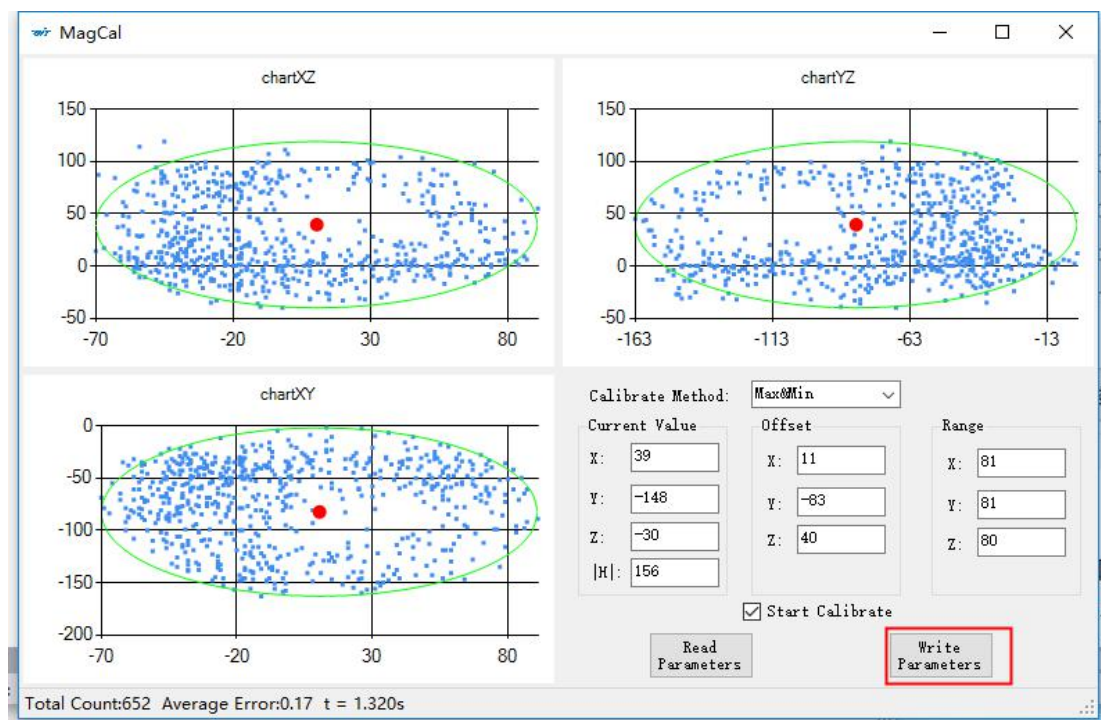 MagCal
chartXZ
150
100
50
0
-50
-70 -20 30 80
chartYZ
150
100
50
0
-50
-163 -113 -63 -13
chartXY
0
-50
-100
-150
-200
-70 -20 30 80
Calibrate Method: Max&Min
Current Value
X: 39
Y: -148
Z: -30
|H|: 156
Offset
X: 11
Y: -83
Z: 40
Range
X: 81
Y: 81
Z: 80
Start Calibrate
Read
Parameters
Write
Parameters
Total Count:652 Average Error:0.17 t = 1.320s